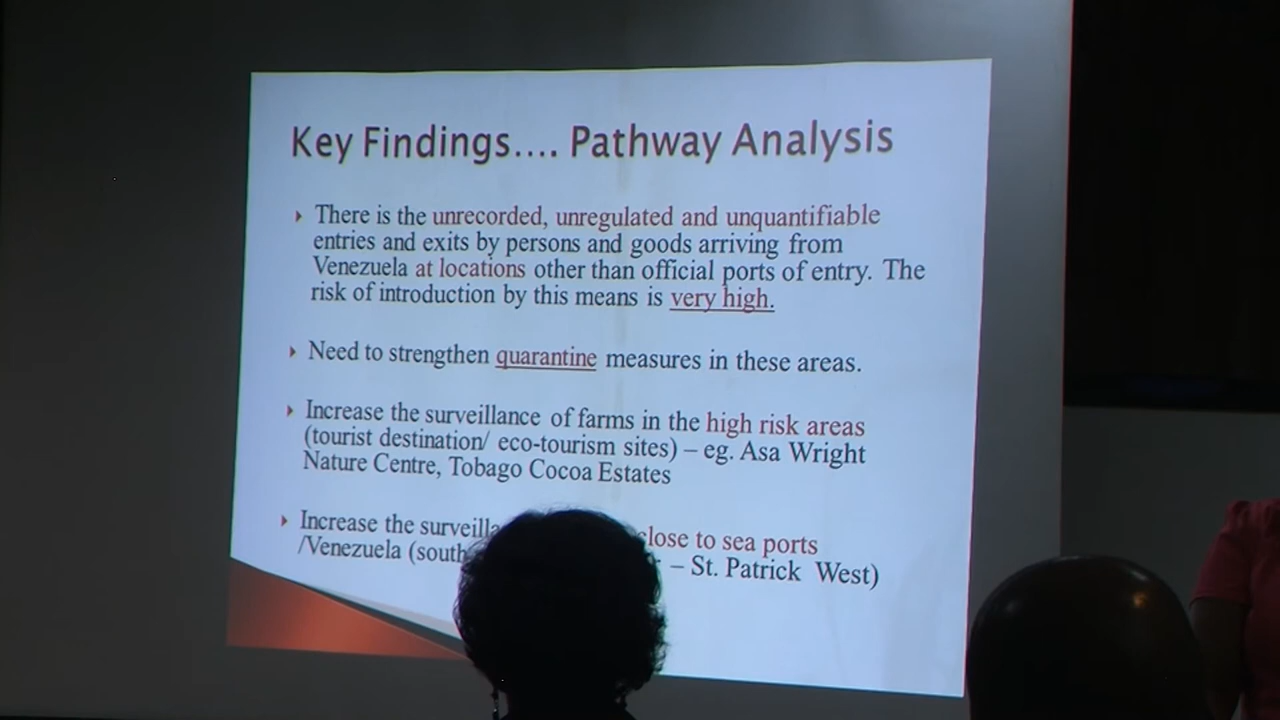 Key Findings.... Pathway Analysis
There is the unrecorded, unregulated and unquantifiable
entries and exits by persons and goods arriving from
Venezuela at locations other than official ports of entry. The
risk of introduction by this means is very high.
Need to strengthen quarantine measures in these areas.
Increase the surveillance of farms in the high risk areas
(tourist destination/ eco-tourism sites) – eg. Asa Wright
Nature Centre, Tobago Cocoa Estates
Increase the close to sea ports
/Venezuela – St. Patrick West)